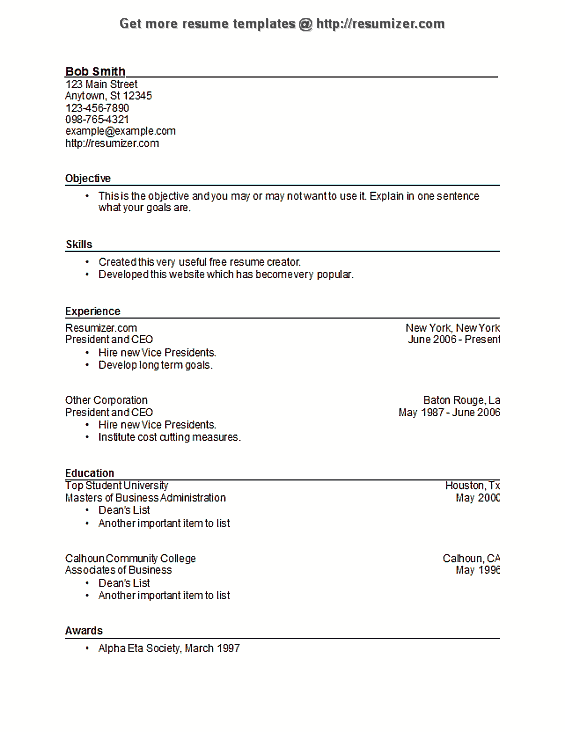 Get more resume templates @ http://resumizer.com
Bob Smith
123 Main Street
Anytown, St 12345
123-456-7890
098-765-4321
example@example.com
http://resumizer.com
Objective
• This is the objective and you may or may not want to use it. Explain in one sentence
what your goals are.
Skills
• Created this very useful free resume creator.
• Developed this website which has become very popular.
Experience
Resumizer.com New York, New York
President and CEO June 2006 - Present
• Hire new Vice Presidents.
• Develop long term goals.
Other Corporation Baton Rouge, La
President and CEO May 1987 - June 2006
• Hire new Vice Presidents.
• Institute cost cutting measures.
Education
Top Student University Houston, Tx
Masters of Business Administration May 2000
• Dean's List
• Another important item to list
Calhoun Community College Calhoun, CA
Associates of Business May 1996
• Dean's List
• Another important item to list
Awards
• Alpha Eta Society, March 1997